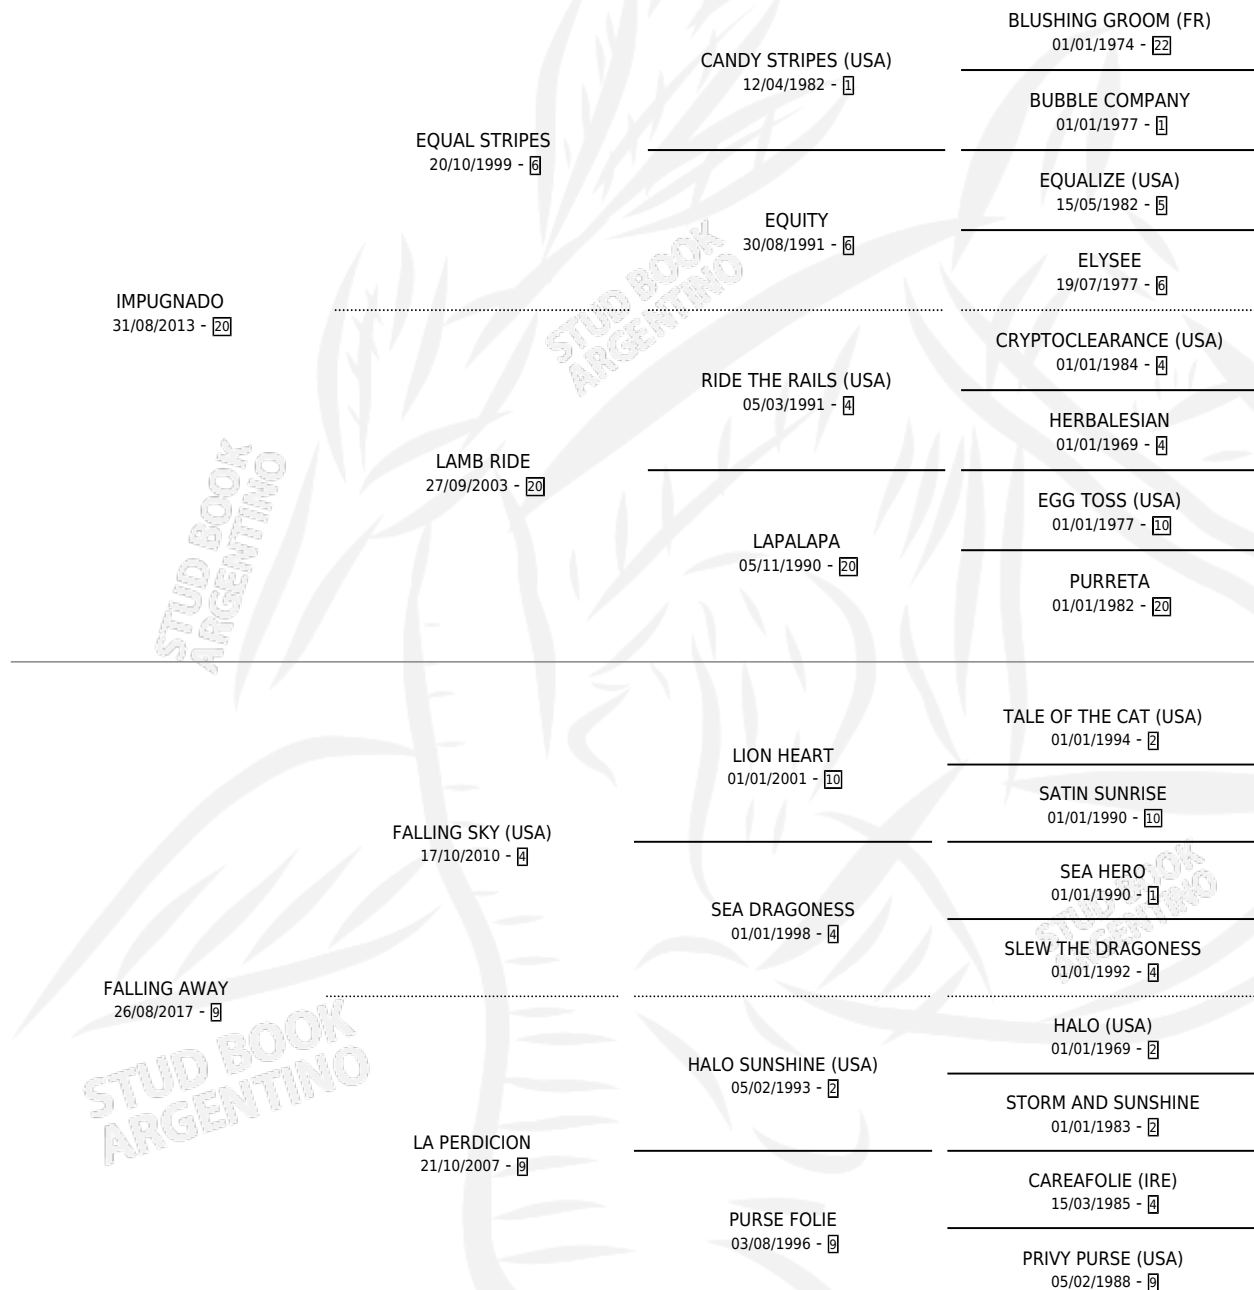 BLUSHING GROOM (FR)
01/01/1974 - 22
CANDY STRIPES (USA)
12/04/1982 - 1
BUBBLE COMPANY
01/01/1977 - 1
EQUAL STRIPES
20/10/1999 - 6
EQUALIZE (USA)
15/05/1982 - 5
EQUITY
30/08/1991 - 6
ELYSEE
19/07/1977 - 6
IMPUGNADO
31/08/2013 - 20
CRYPTOCLEARANCE (USA)
01/01/1984 - 4
RIDE THE RAILS (USA)
05/03/1991 - 4
HERBALESIAN
01/01/1969 - 4
LAMB RIDE
27/09/2003 - 20
EGG TOSS (USA)
01/01/1977 - 10
LAPALAPA
05/11/1990 - 20
PURRETA
01/01/1982 - 20
STUD BOOK
ARGENTINO
STUD BOOK
ARGENTINO
TALE OF THE CAT (USA)
01/01/1994 - 2
LION HEART
01/01/2001 - 10
SATIN SUNRISE
01/01/1990 - 10
FALLING SKY (USA)
17/10/2010 - 4
SEA HERO
01/01/1990 - 1
SEA DRAGONESS
01/01/1998 - 4
SLEW THE DRAGONESS
01/01/1992 - 4
FALLING AWAY
26/08/2017 - 9
HALO (USA)
01/01/1969 - 2
HALO SUNSHINE (USA)
05/02/1993 - 2
STORM AND SUNSHINE
01/01/1983 - 2
LA PERDICION
21/10/2007 - 9
CAREAFOLIE (IRE)
15/03/1985 - 4
PURSE FOLIE
03/08/1996 - 9
PRIVY PURSE (USA)
05/02/1988 - 9
STUD BOOK
ARGENTINO
STUD BOOK
ARGENTINO